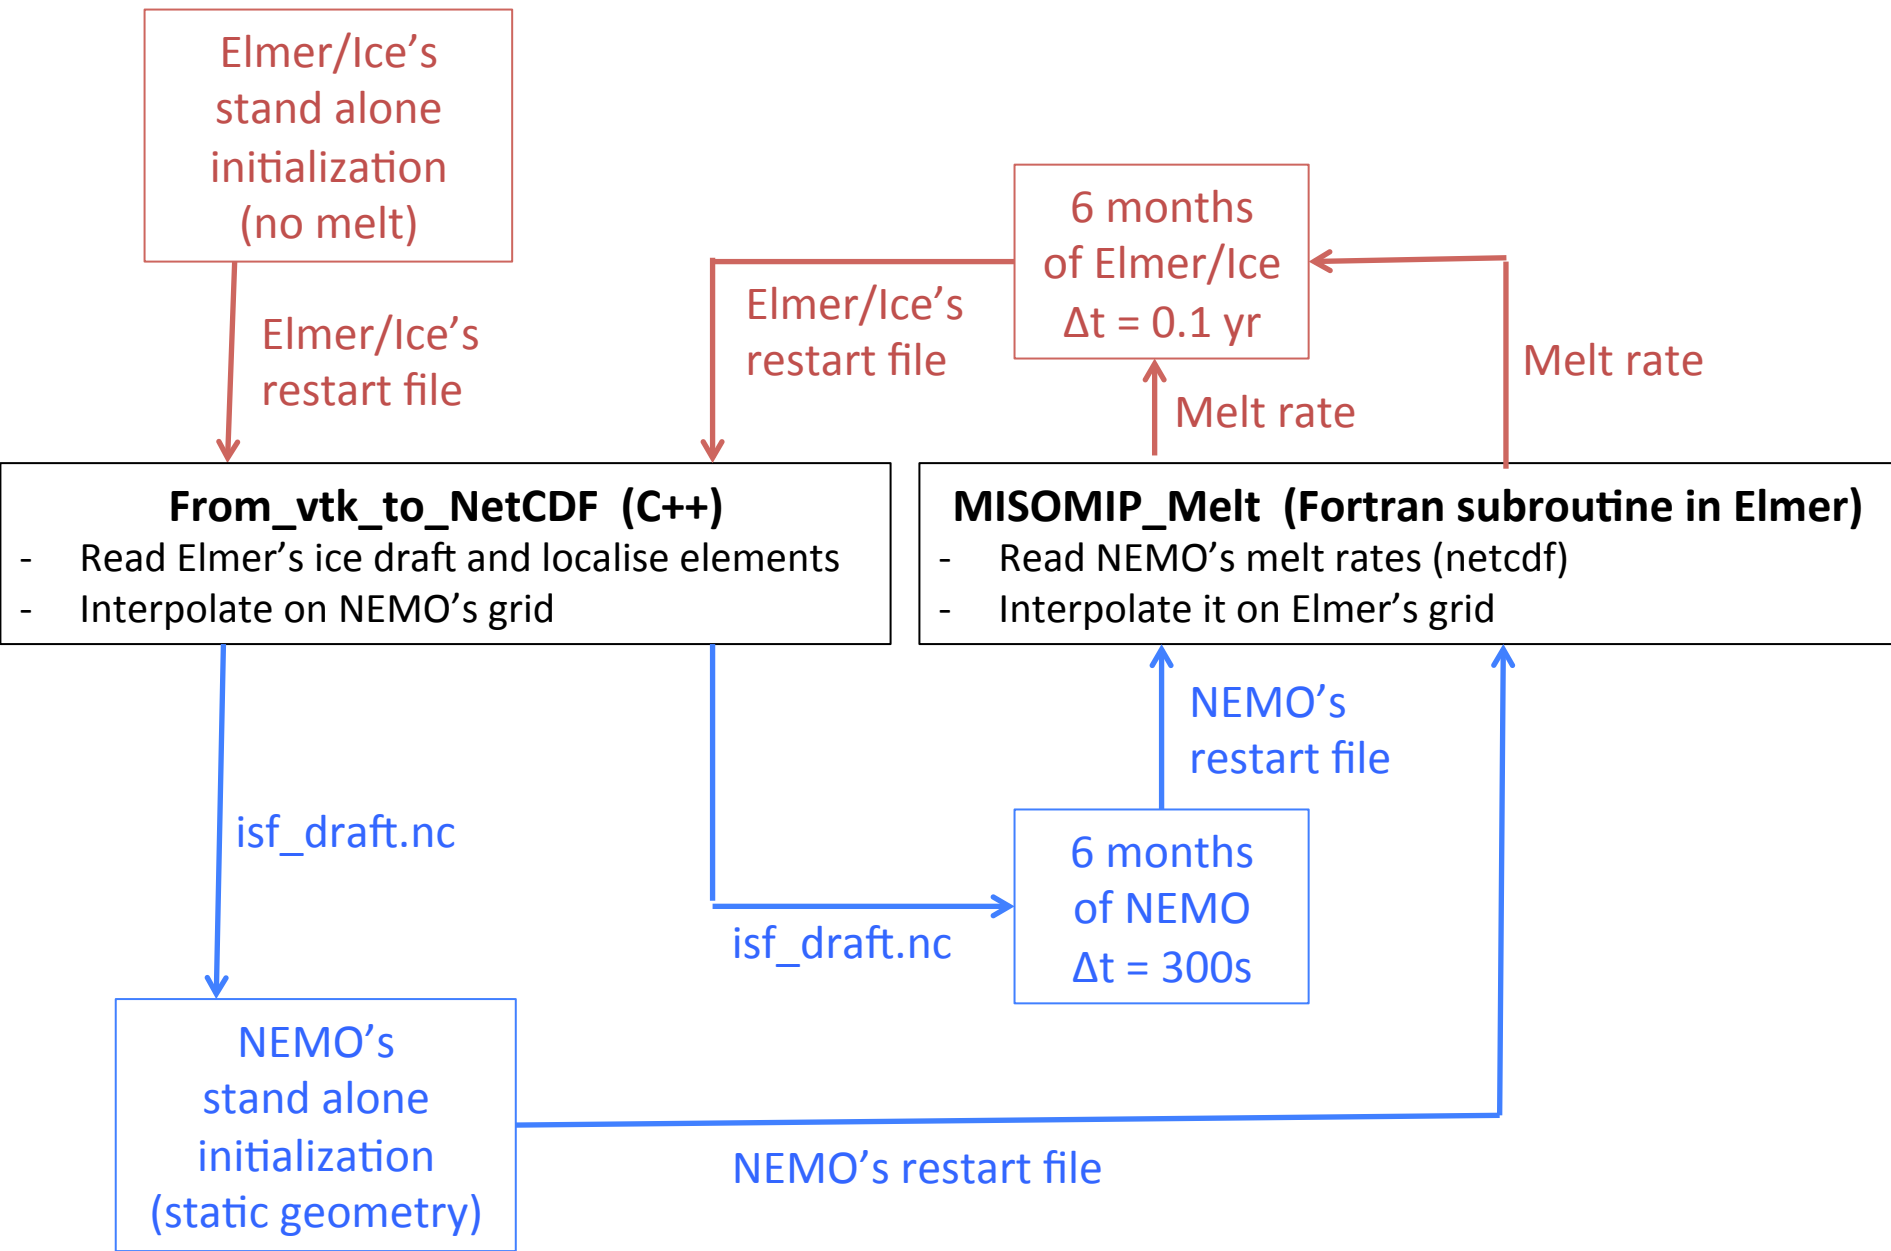 Elmer/Ice’s
stand alone
initialization
(no melt)
6 months
of Elmer/Ice
Δt = 0.1 yr
Elmer/Ice’s
restart file
Elmer/Ice’s
restart file
Melt rate
Melt rate
From_vtk_to_NetCDF (C++)
- Read Elmer’s ice draft and localise elements
- Interpolate on NEMO’s grid
MISOMIP_Melt (Fortran subroutine in Elmer)
- Read NEMO’s melt rates (netcdf)
- Interpolate it on Elmer’s grid
NEMO’s
restart file
isf_draft.nc
6 months
of NEMO
Δt = 300s
isf_draft.nc
NEMO’s
stand alone
initialization
(static geometry)
NEMO’s restart file